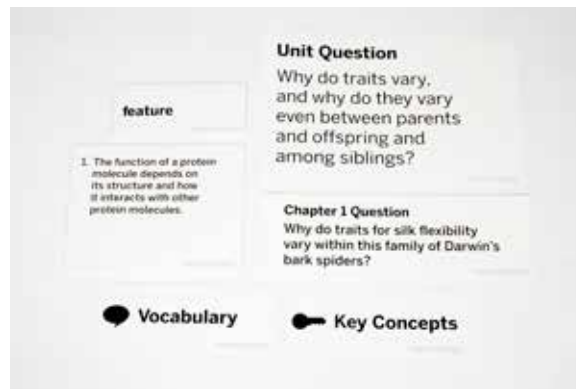 Unit Question
Why do traits vary,
and why do they vary
even between parents
and offspring and
among siblings?
feature
1. The function of a protein
molecule depends on
its structure and how
it interacts with other
protein molecules.
Chapter 1 Question
Why do traits for silk flexibility
vary within this family of Darwin's
bark spiders?
Vocabulary
Key Concepts